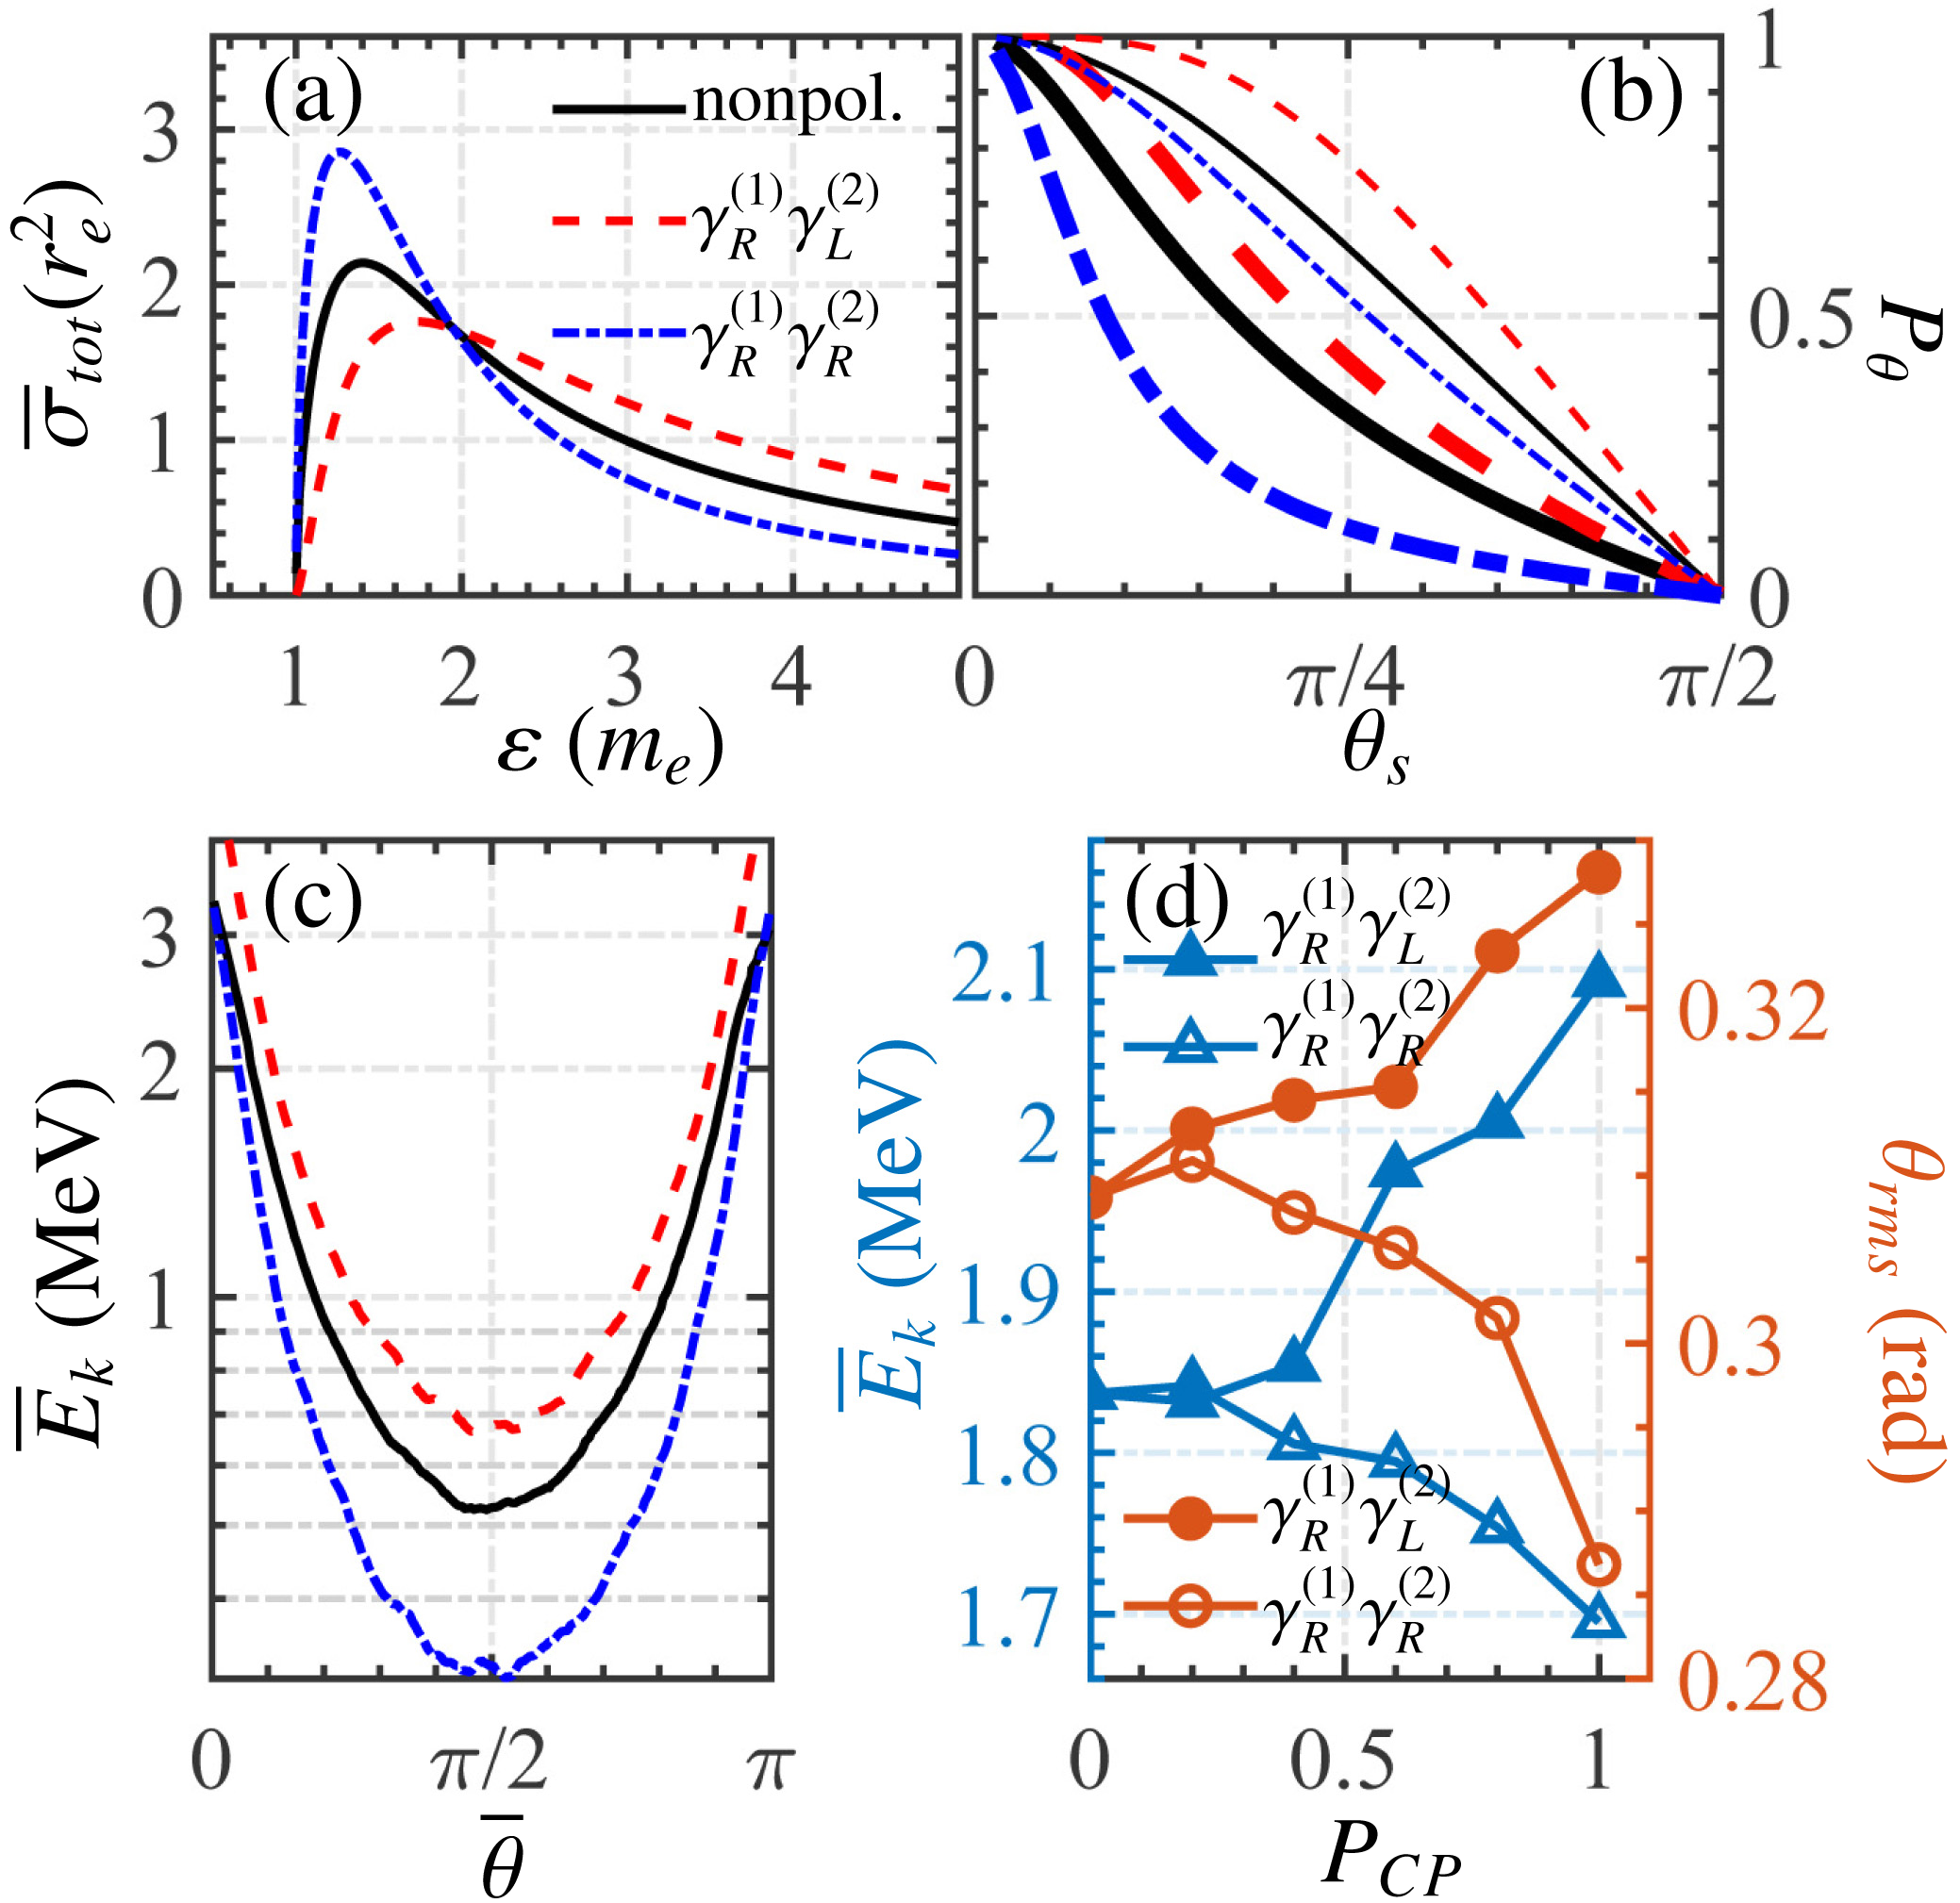 (a)
nonpol.
γ_R^(1) γ_L^(2)
γ_R^(1) γ_R^(2)
3
2
1
0
σ̅_tot (r_e^2)
1 2 3 4
ε (m_e)
(b)
1
0.5
0
P_θ
0 π/4 π/2
θ_s
(c)
3
2
1
E̅_k (MeV)
0 π/2 π
θ̅
(d)
γ_R^(1) γ_L^(2)
γ_R^(1) γ_R^(2)
γ_R^(1) γ_L^(2)
γ_R^(1) γ_R^(2)
2.1
2
1.9
1.8
1.7
E̅_k (MeV)
0.32
0.3
0.28
θ_rms (rad)
0 0.5 1
P_CP